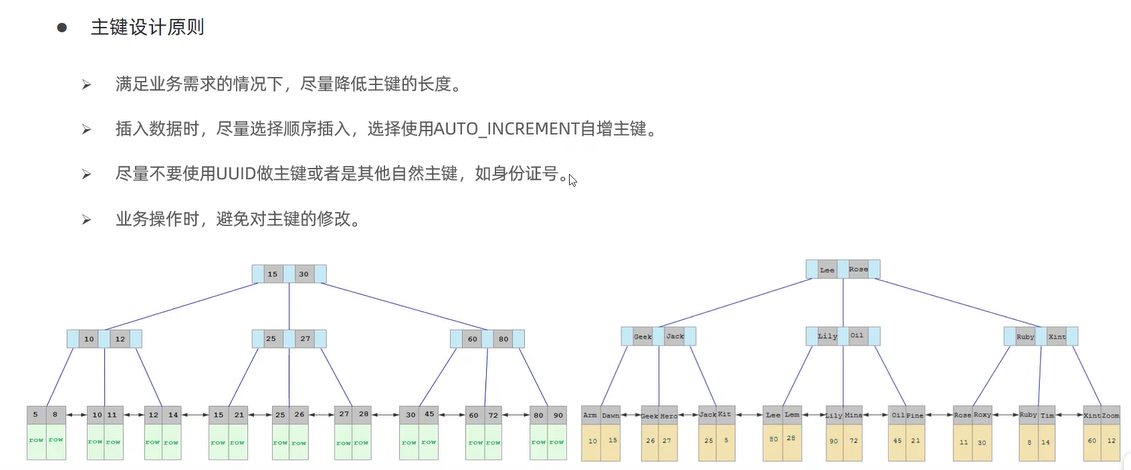 主键设计原则
满足业务需求的情况下，尽量降低主键的长度。
插入数据时，尽量选择顺序插入，选择使用AUTO_INCREMENT自增主键。
尽量不要使用UUID做主键或者是其他自然主键，如身份证号。
业务操作时，避免对主键的修改。
15 30
Lee Rose
10 12
25 27
60 80
Geek Jack
Lily Oil
Ruby Xint
5 8
10 11
12 14
15 21
25 26
27 28
30 45
60 72
80 90
Arm Dawn
Geek Hero
Jack Kit
Lee Lem
Lily Mina
Oil Pine
Rose Roxy
Ruby Tim
Xint Zoom
row row
row row
row row
row row
row row
row row
row row
row row
row row
10 15
26 27
25 5
80 28
90 72
45 21
11 30
8 14
60 12